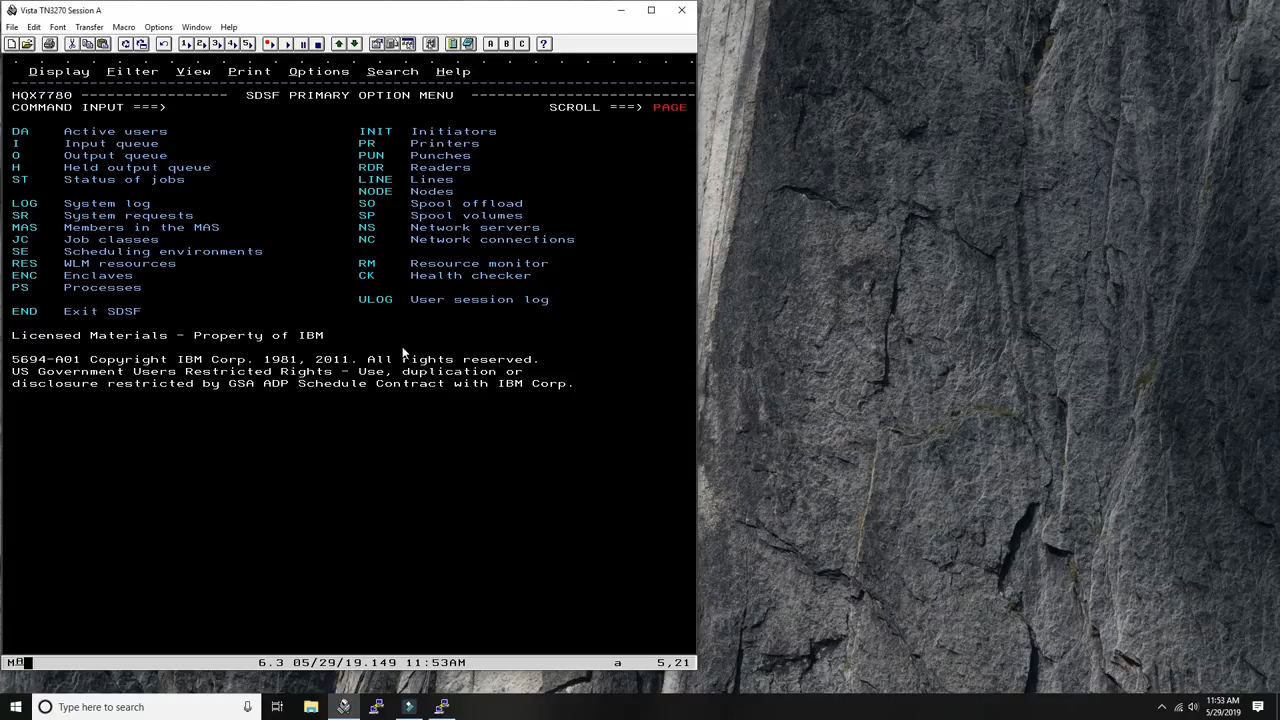 Vista TN3270 Session A
File Edit Font Transfer Macro Options Window Help
1 2 3 4 5 A B C ?
Display Filter View Print Options Search Help
HQX7780 ----------------- SDSF PRIMARY OPTION MENU --------------------------
COMMAND INPUT ===> SCROLL ===> PAGE
DA Active users INIT Initiators
I Input queue PR Printers
O Output queue PUN Punches
H Held output queue RDR Readers
ST Status of jobs LINE Lines
NODE Nodes
LOG System log SO Spool offload
SR System requests SP Spool volumes
MAS Members in the MAS NS Network servers
JC Job classes NC Network connections
SE Scheduling environments
RES WLM resources RM Resource monitor
ENC Enclaves CK Health checker
PS Processes
ULOG User session log
END Exit SDSF
Licensed Materials - Property of IBM
5694-A01 Copyright IBM Corp. 1981, 2011. All rights reserved.
US Government Users Restricted Rights - Use, duplication or
disclosure restricted by GSA ADP Schedule Contract with IBM Corp.
6.3 05/29/19.149 11:53AM a 5,21
Type here to search
11:53 AM
5/29/2019